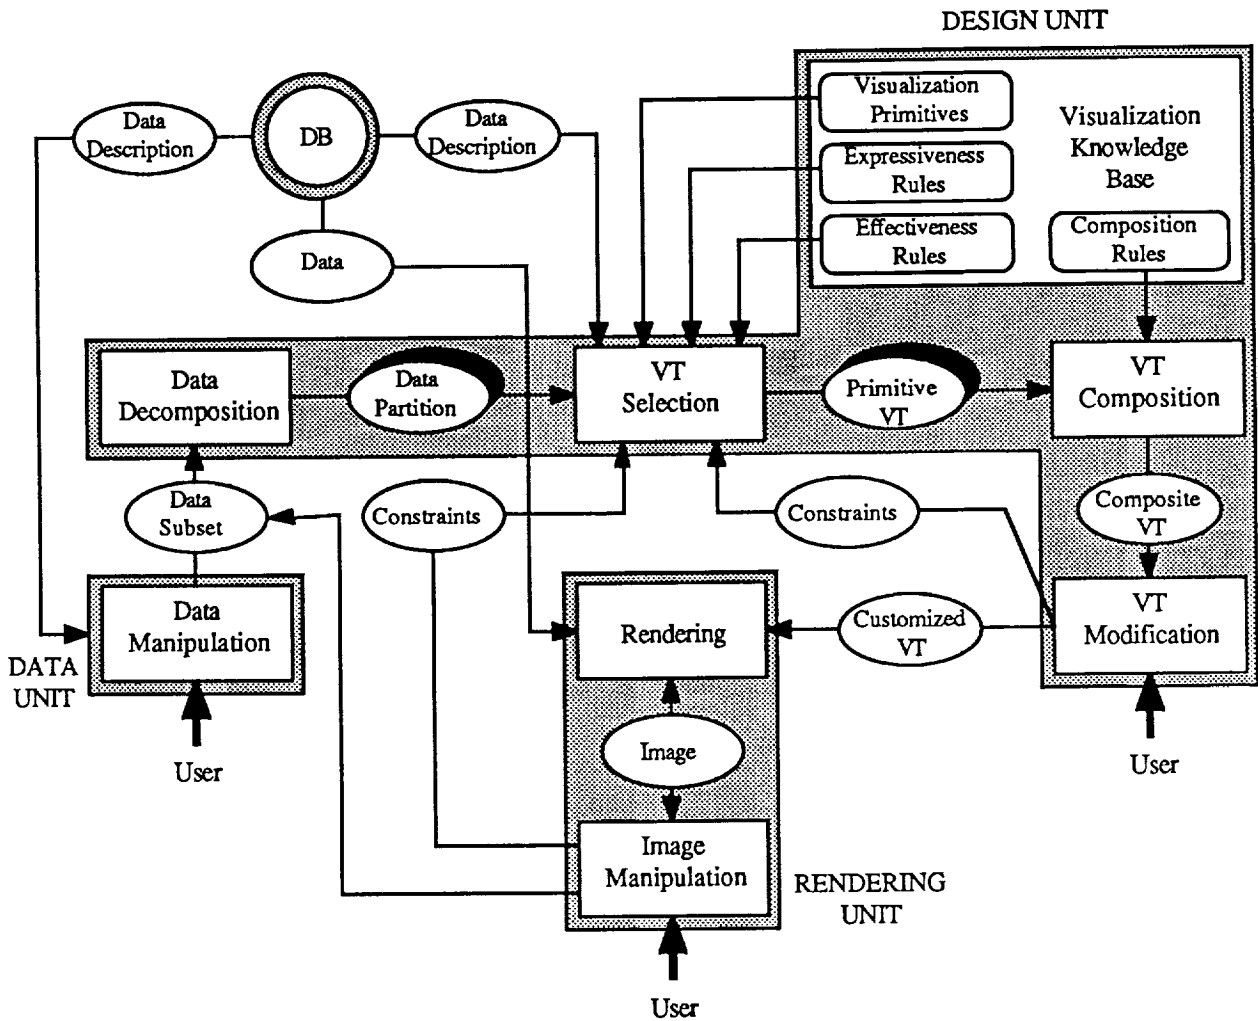 DESIGN UNIT
Visualization
Primitives
Expressiveness
Rules
Effectiveness
Rules
Visualization
Knowledge
Base
Composition
Rules
Data
Description
DB
Data
Description
Data
Data
Decomposition
Data
Partition
VT
Selection
Primitive
VT
VT
Composition
Data
Subset
Constraints
Constraints
Composite
VT
Data
Manipulation
DATA
UNIT
User
Rendering
Customized
VT
VT
Modification
User
Image
Image
Manipulation
RENDERING
UNIT
User